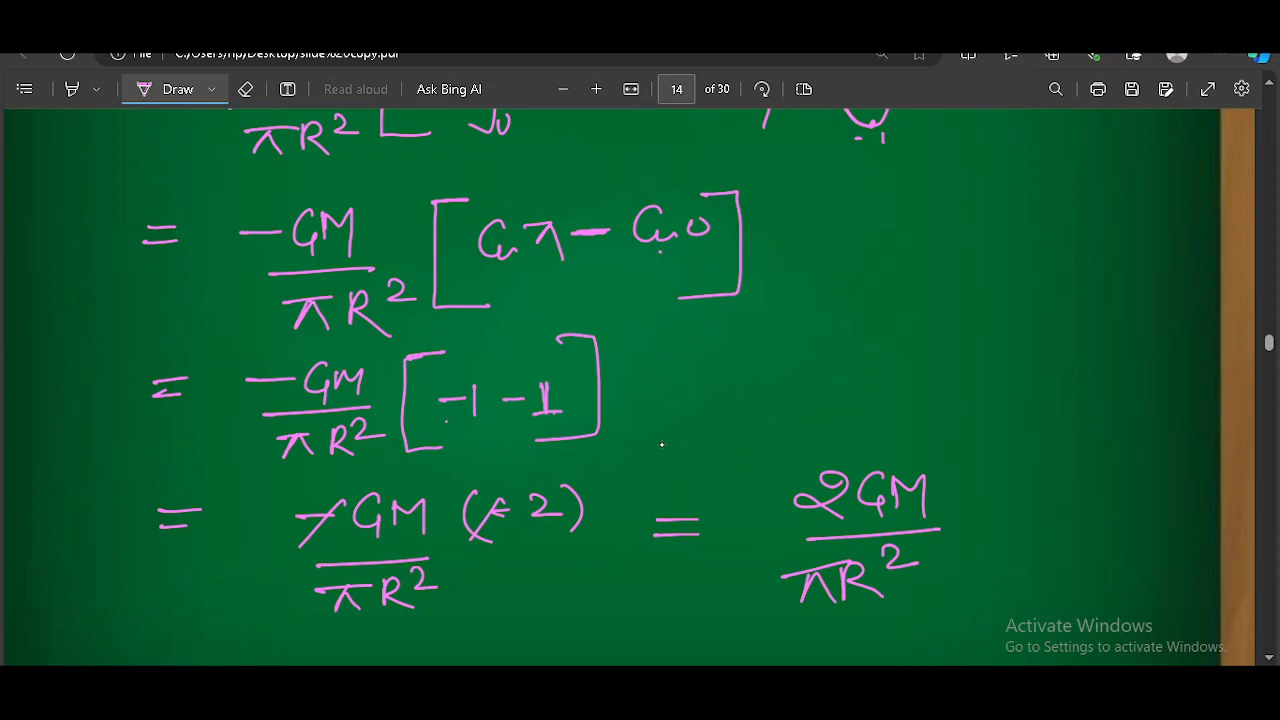 File C:/Users/hp/Desktop/slide%20copy.pdf
Draw Read aloud Ask Bing AI 14 of 30
πR²
= -GM/πR² [Cos π - Cos 0]
= -GM/πR² [-1 - 1]
= -GM/πR² (-2) = 2GM/πR²
Activate Windows
Go to Settings to activate Windows.